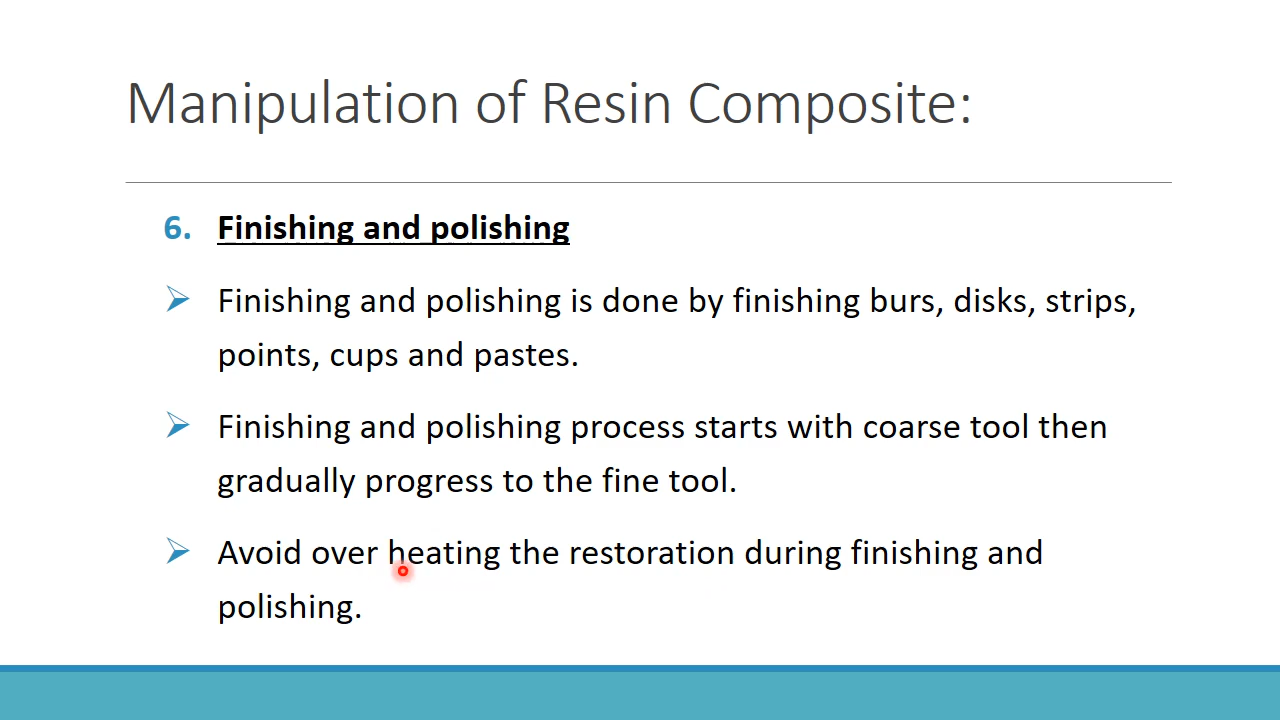 Manipulation of Resin Composite:
6. Finishing and polishing
Finishing and polishing is done by finishing burs, disks, strips,
points, cups and pastes.
Finishing and polishing process starts with coarse tool then
gradually progress to the fine tool.
Avoid over heating the restoration during finishing and
polishing.